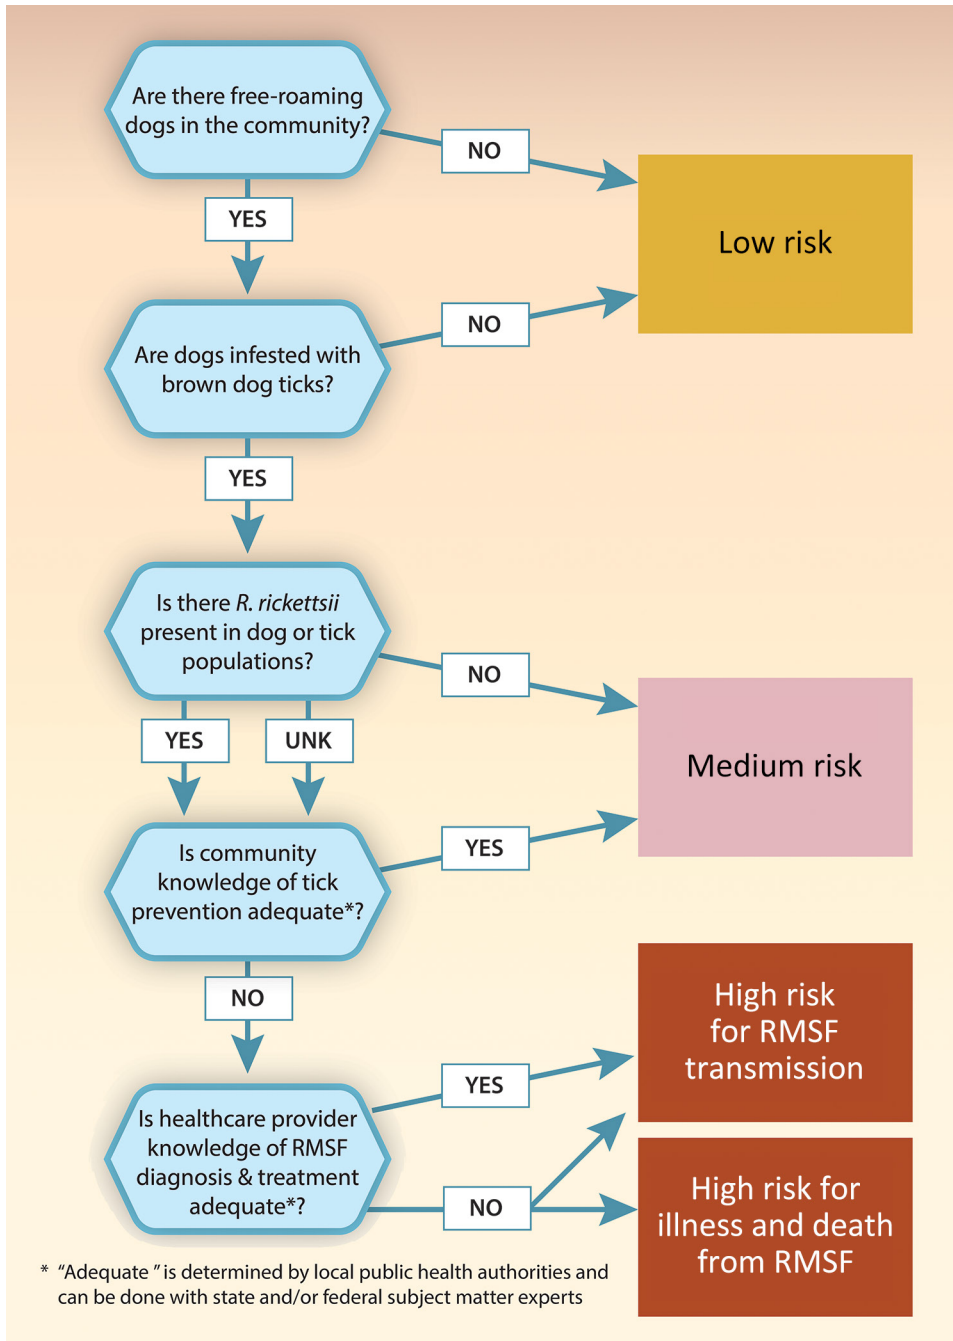 Are there free-roaming
dogs in the community?
NO
Low risk
YES
NO
Are dogs infested with
brown dog ticks?
YES
Is there R. rickettsii
present in dog or tick
populations?
NO
Medium risk
YES
UNK
Is community
knowledge of tick
prevention adequate*?
YES
NO
High risk
for RMSF
transmission
YES
Is healthcare provider
knowledge of RMSF
diagnosis & treatment
adequate*?
NO
High risk for
illness and death
from RMSF
* “Adequate ” is determined by local public health authorities and
can be done with state and/or federal subject matter experts